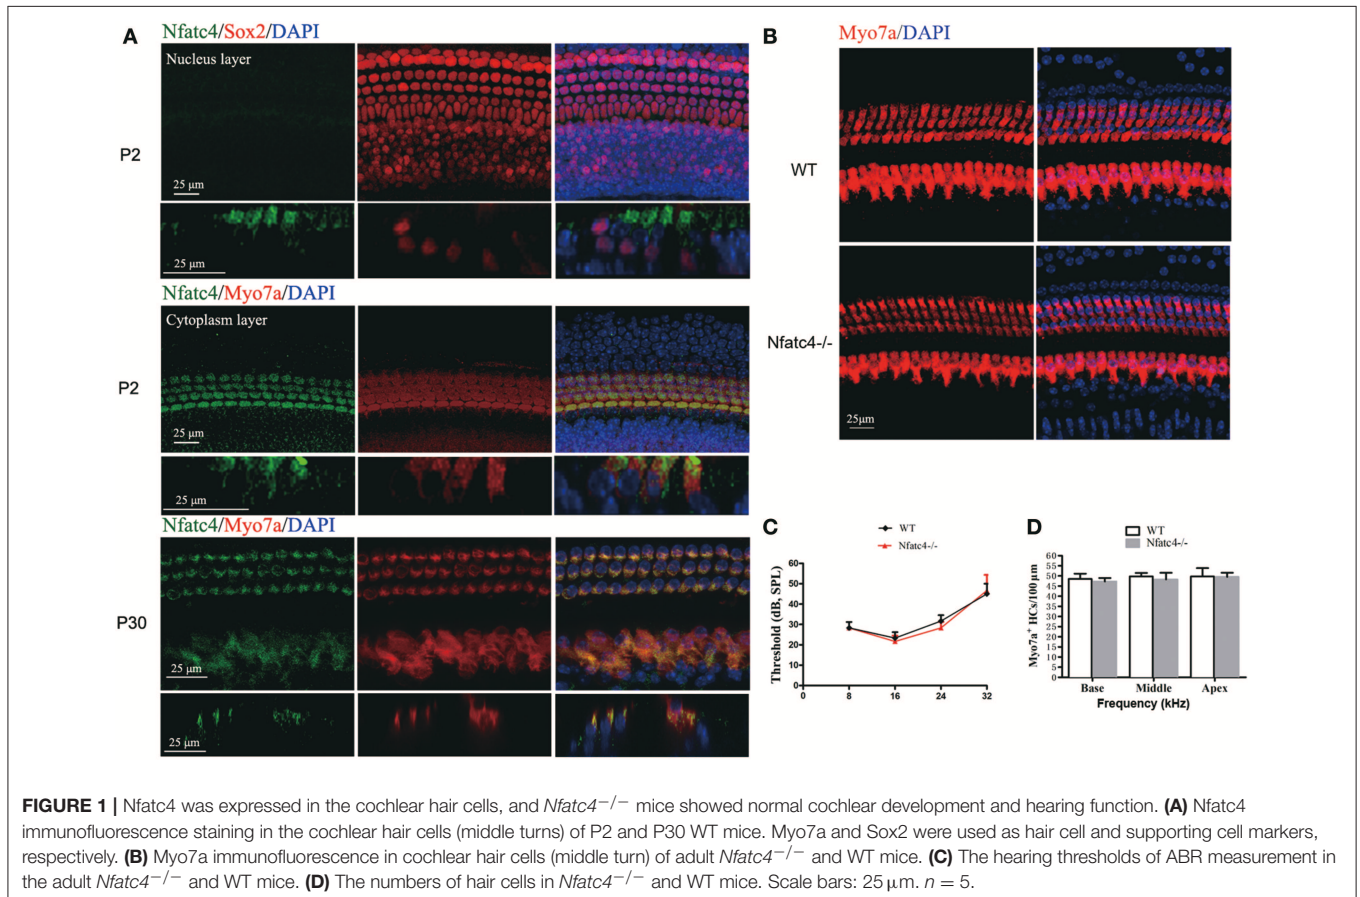 A
Nfatc4/Sox2/DAPI
Nucleus layer
P2
25 μm
25 μm
Nfatc4/Myo7a/DAPI
Cytoplasm layer
P2
25 μm
25 μm
Nfatc4/Myo7a/DAPI
P30
25 μm
25 μm
B
Myo7a/DAPI
WT
Nfatc4-/-
25μm
C
WT
Nfatc4-/-
Threshold (dB, SPL)
60
50
40
30
20
10
0
0 8 16 24 32
D
WT
Nfatc4-/-
Myo7a⁺ HCs/100 μm
60
55
50
45
40
35
30
25
20
15
10
5
0
Base Middle Apex
Frequency (kHz)
FIGURE 1 | Nfatc4 was expressed in the cochlear hair cells, and Nfatc4⁻/⁻ mice showed normal cochlear development and hearing function. (A) Nfatc4
immunofluorescence staining in the cochlear hair cells (middle turns) of P2 and P30 WT mice. Myo7a and Sox2 were used as hair cell and supporting cell markers,
respectively. (B) Myo7a immunofluorescence in cochlear hair cells (middle turn) of adult Nfatc4⁻/⁻ and WT mice. (C) The hearing thresholds of ABR measurement in
the adult Nfatc4⁻/⁻ and WT mice. (D) The numbers of hair cells in Nfatc4⁻/⁻ and WT mice. Scale bars: 25 μm. n = 5.